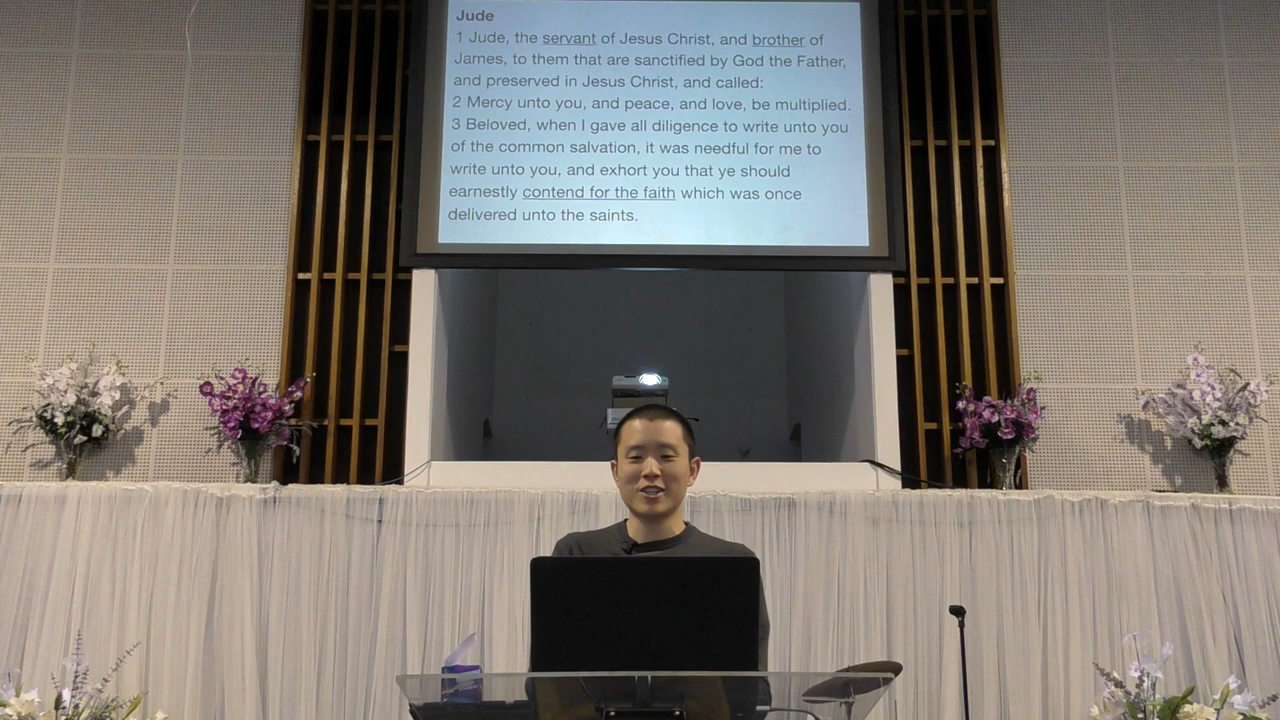 Jude
1 Jude, the servant of Jesus Christ, and brother of
James, to them that are sanctified by God the Father,
and preserved in Jesus Christ, and called:
2 Mercy unto you, and peace, and love, be multiplied.
3 Beloved, when I gave all diligence to write unto you
of the common salvation, it was needful for me to
write unto you, and exhort you that ye should
earnestly contend for the faith which was once
delivered unto the saints.